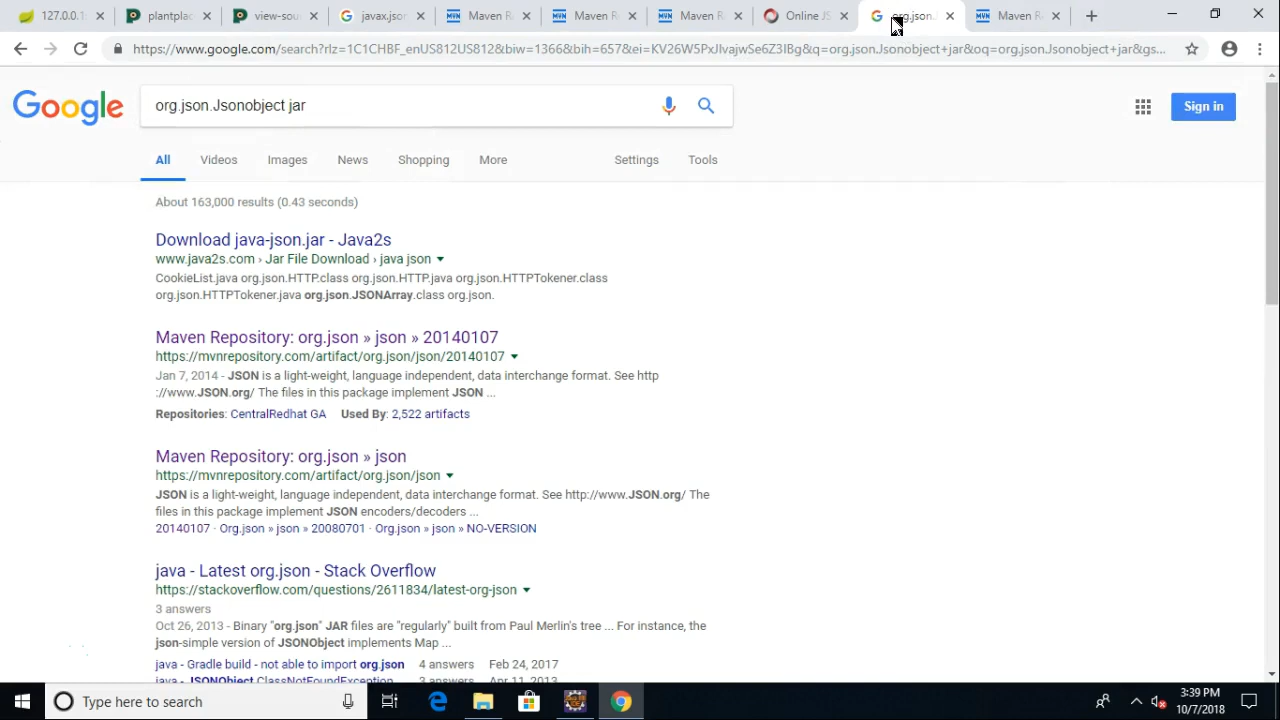 127.0.0.1:
plantpl
view-sou
javax.jso
Maven R
Maven R
Maven R
Online JA
org.json.
Maven R
https://www.google.com/search?rlz=1C1CHBF_enUS812US812&biw=1366&bih=657&ei=KV26W5PxJIvajwSe6Z3IBg&q=org.json.Jsonobject+jar&oq=org.json.Jsonobject+jar&gs...
Google
org.json.Jsonobject jar
Sign in
All Videos Images News Shopping More Settings Tools
About 163,000 results (0.43 seconds)
Download java-json.jar - Java2s
www.java2s.com › Jar File Download › java json
CookieList.java org.json.HTTP.class org.json.HTTP.java org.json.HTTPTokener.class
org.json.HTTPTokener.java org.json.JSONArray.class org.json.
Maven Repository: org.json » json » 20140107
https://mvnrepository.com/artifact/org.json/json/20140107
Jan 7, 2014 - JSON is a light-weight, language independent, data interchange format. See http
://www.JSON.org/ The files in this package implement JSON ...
Repositories: CentralRedhat GA Used By: 2,522 artifacts
Maven Repository: org.json » json
https://mvnrepository.com/artifact/org.json/json
JSON is a light-weight, language independent, data interchange format. See http://www.JSON.org/ The
files in this package implement JSON encoders/decoders ...
20140107 · Org.json » json » 20080701 · Org.json » json » NO-VERSION
java - Latest org.json - Stack Overflow
https://stackoverflow.com/questions/2611834/latest-org-json
3 answers
Oct 26, 2013 - Binary "org.json" JAR files are "regularly" built from Paul Merlin's tree ... For instance, the
json-simple version of JSONObject implements Map ...
java - Gradle build - not able to import org.json 4 answers Feb 24, 2017
java - JSONObject ClassNotFoundException 3 answers Apr 11, 2013
Type here to search
3:39 PM
10/7/2018